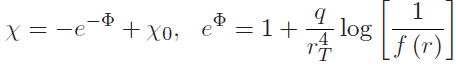 χ = −e^{−Φ} + χ_0, e^Φ = 1 + \frac{q}{r_T^4} log [ \frac{1}{f (r)} ]